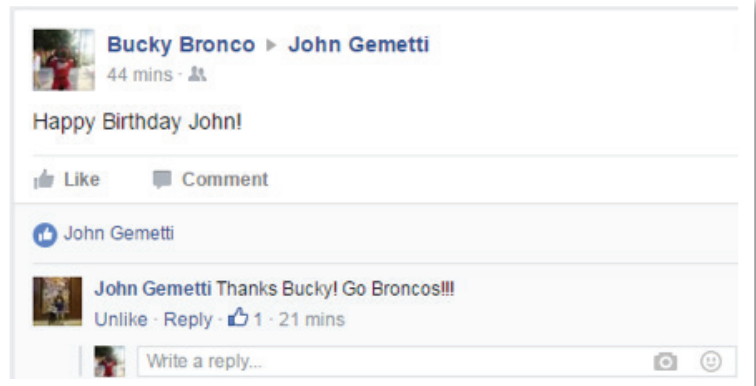 Bucky Bronco ▶ John Gemetti
44 mins ·
Happy Birthday John!
Like Comment
John Gemetti
John Gemetti Thanks Bucky! Go Broncos!!!
Unlike · Reply · 1 · 21 mins
Write a reply...